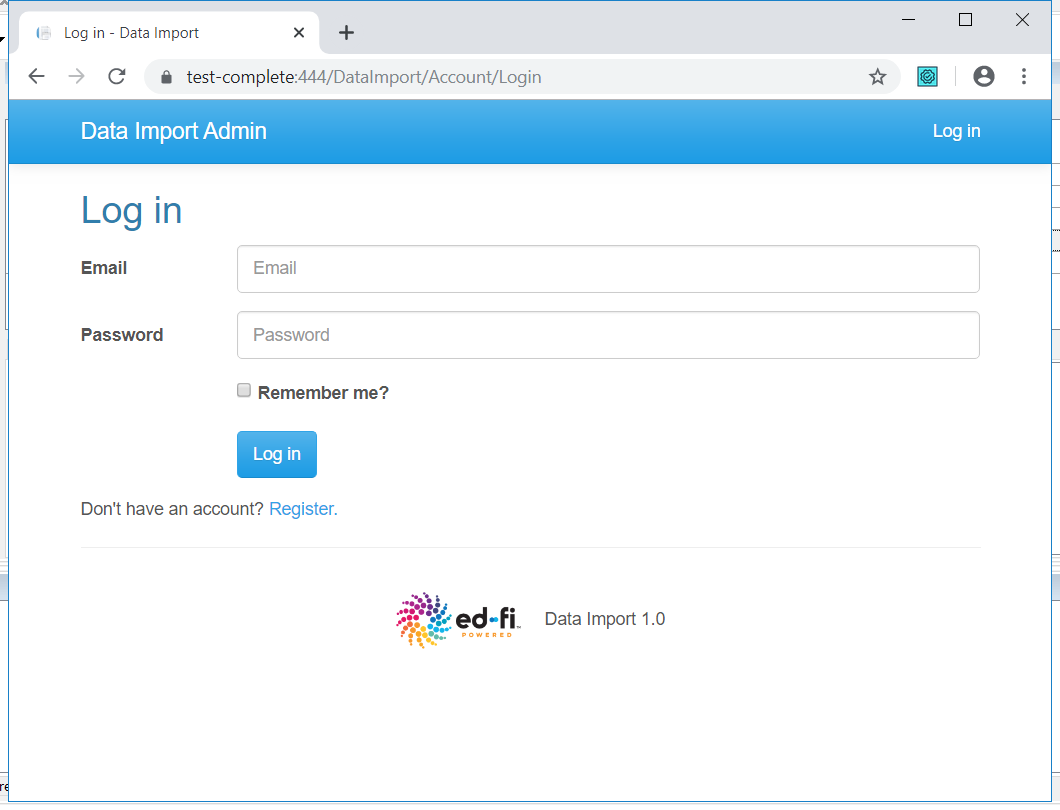 Log in - Data Import
test-complete:444/DataImport/Account/Login
Data Import Admin Log in
Log in
Email Email
Password Password
Remember me?
Log in
Don't have an account? Register.
ed-fi POWERED Data Import 1.0